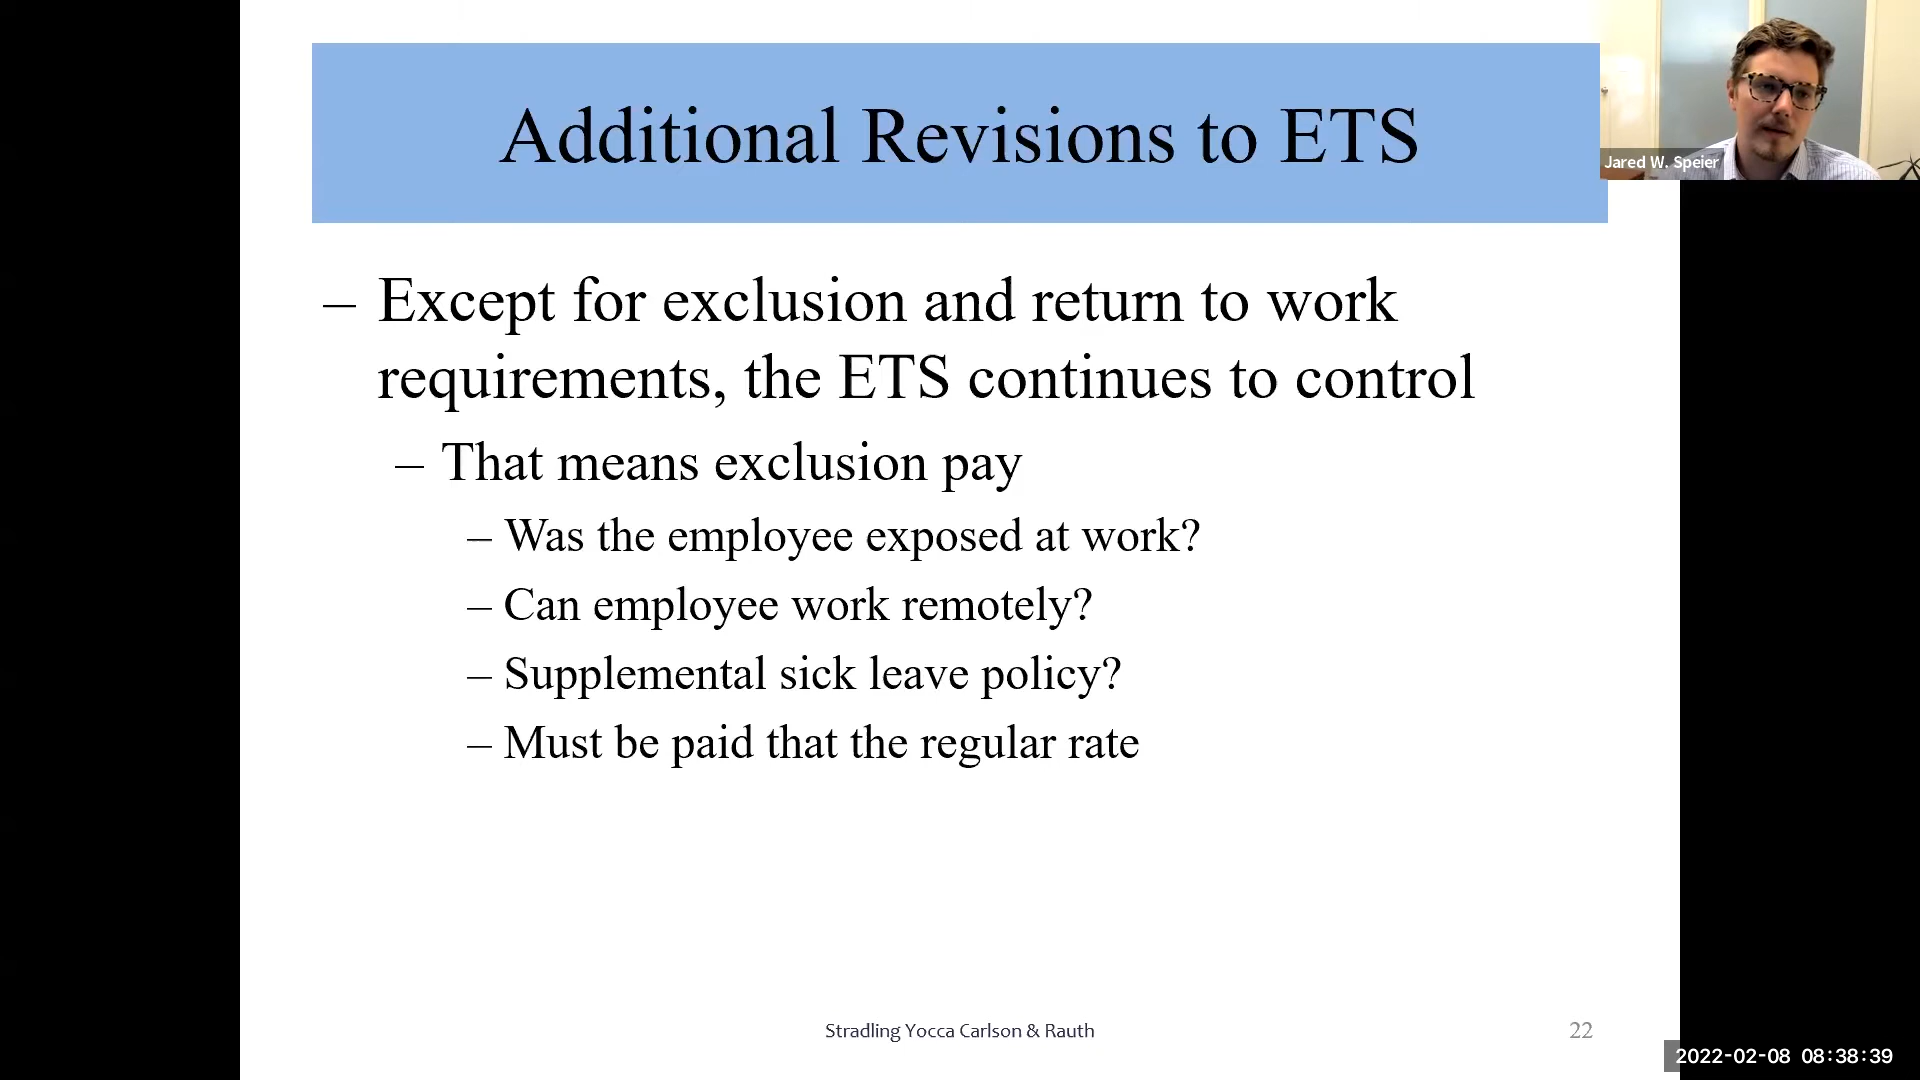 Additional Revisions to ETS
Jared W. Speier
– Except for exclusion and return to work
requirements, the ETS continues to control
– That means exclusion pay
– Was the employee exposed at work?
– Can employee work remotely?
– Supplemental sick leave policy?
– Must be paid that the regular rate
Stradling Yocca Carlson & Rauth
22
2022-02-08 08:38:39